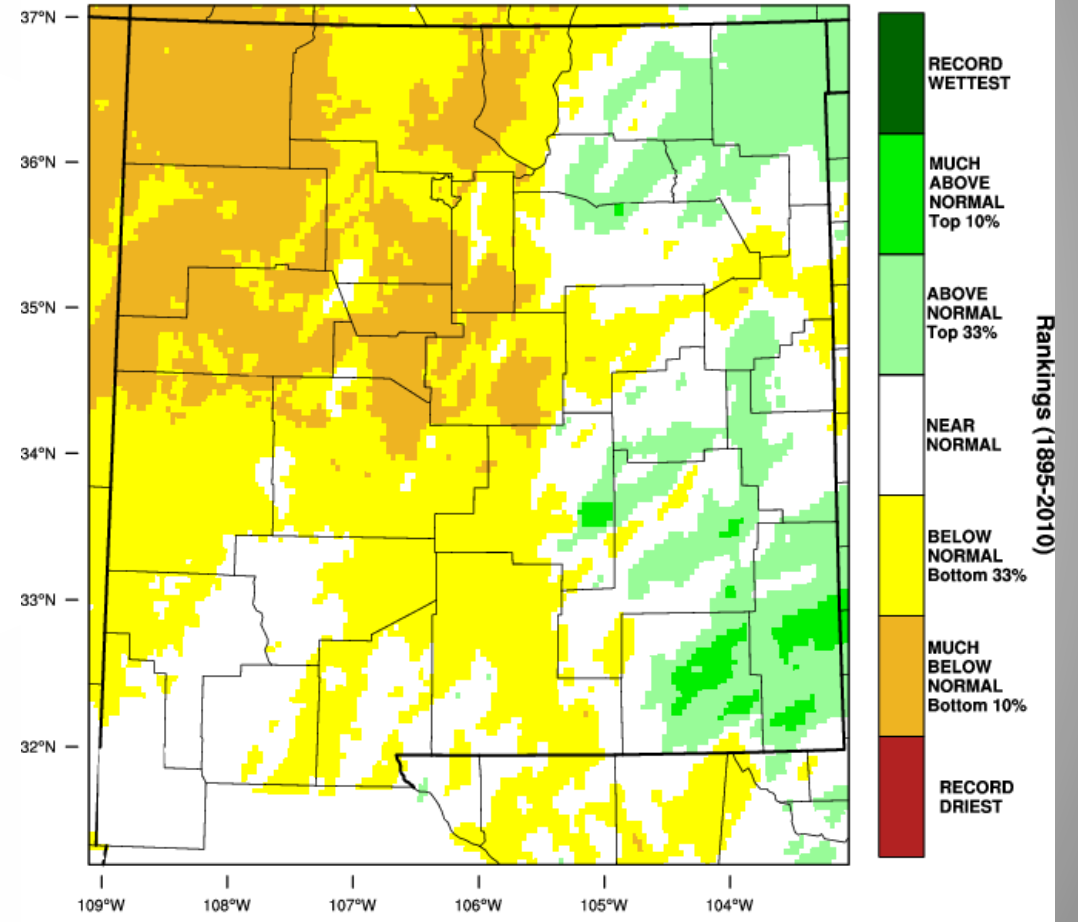 37°N
36°N
35°N
34°N
33°N
32°N
109°W
108°W
107°W
106°W
105°W
104°W
RECORD
WETTEST
MUCH
ABOVE
NORMAL
Top 10%
ABOVE
NORMAL
Top 33%
NEAR
NORMAL
BELOW
NORMAL
Bottom 33%
MUCH
BELOW
NORMAL
Bottom 10%
RECORD
DRIEST
Rankings (1895-2010)